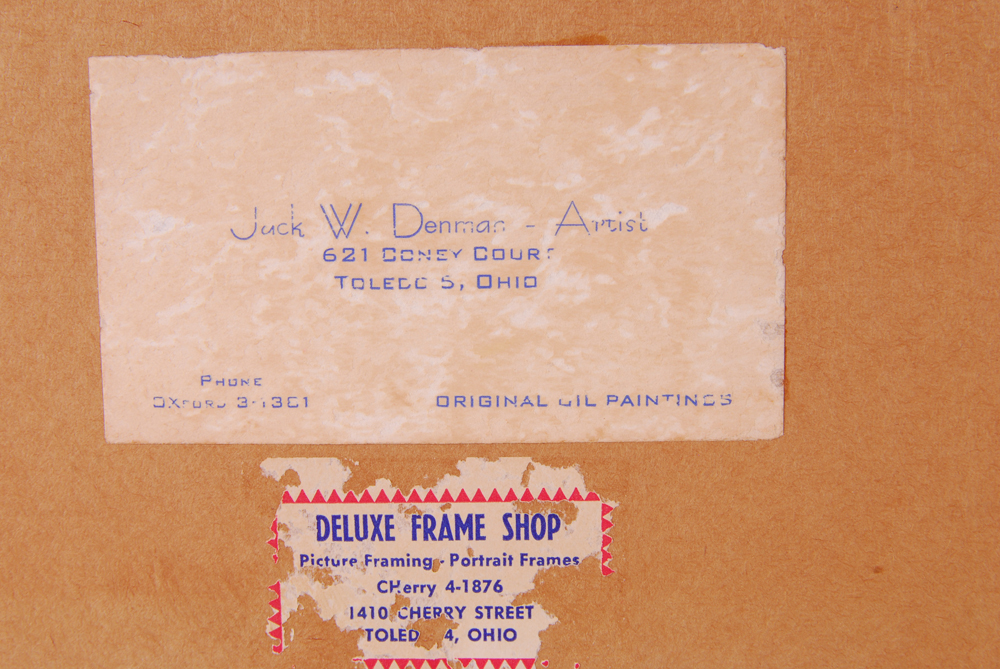 Jack W. Denman - Artist
621 CONEY COURT
TOLEDO 5, OHIO
PHONE
OXFORD 3-1301
ORIGINAL OIL PAINTINGS
DELUXE FRAME SHOP
Picture Framing - Portrait Frames
CHerry 4-1876
1410 CHERRY STREET
TOLEDO 4, OHIO